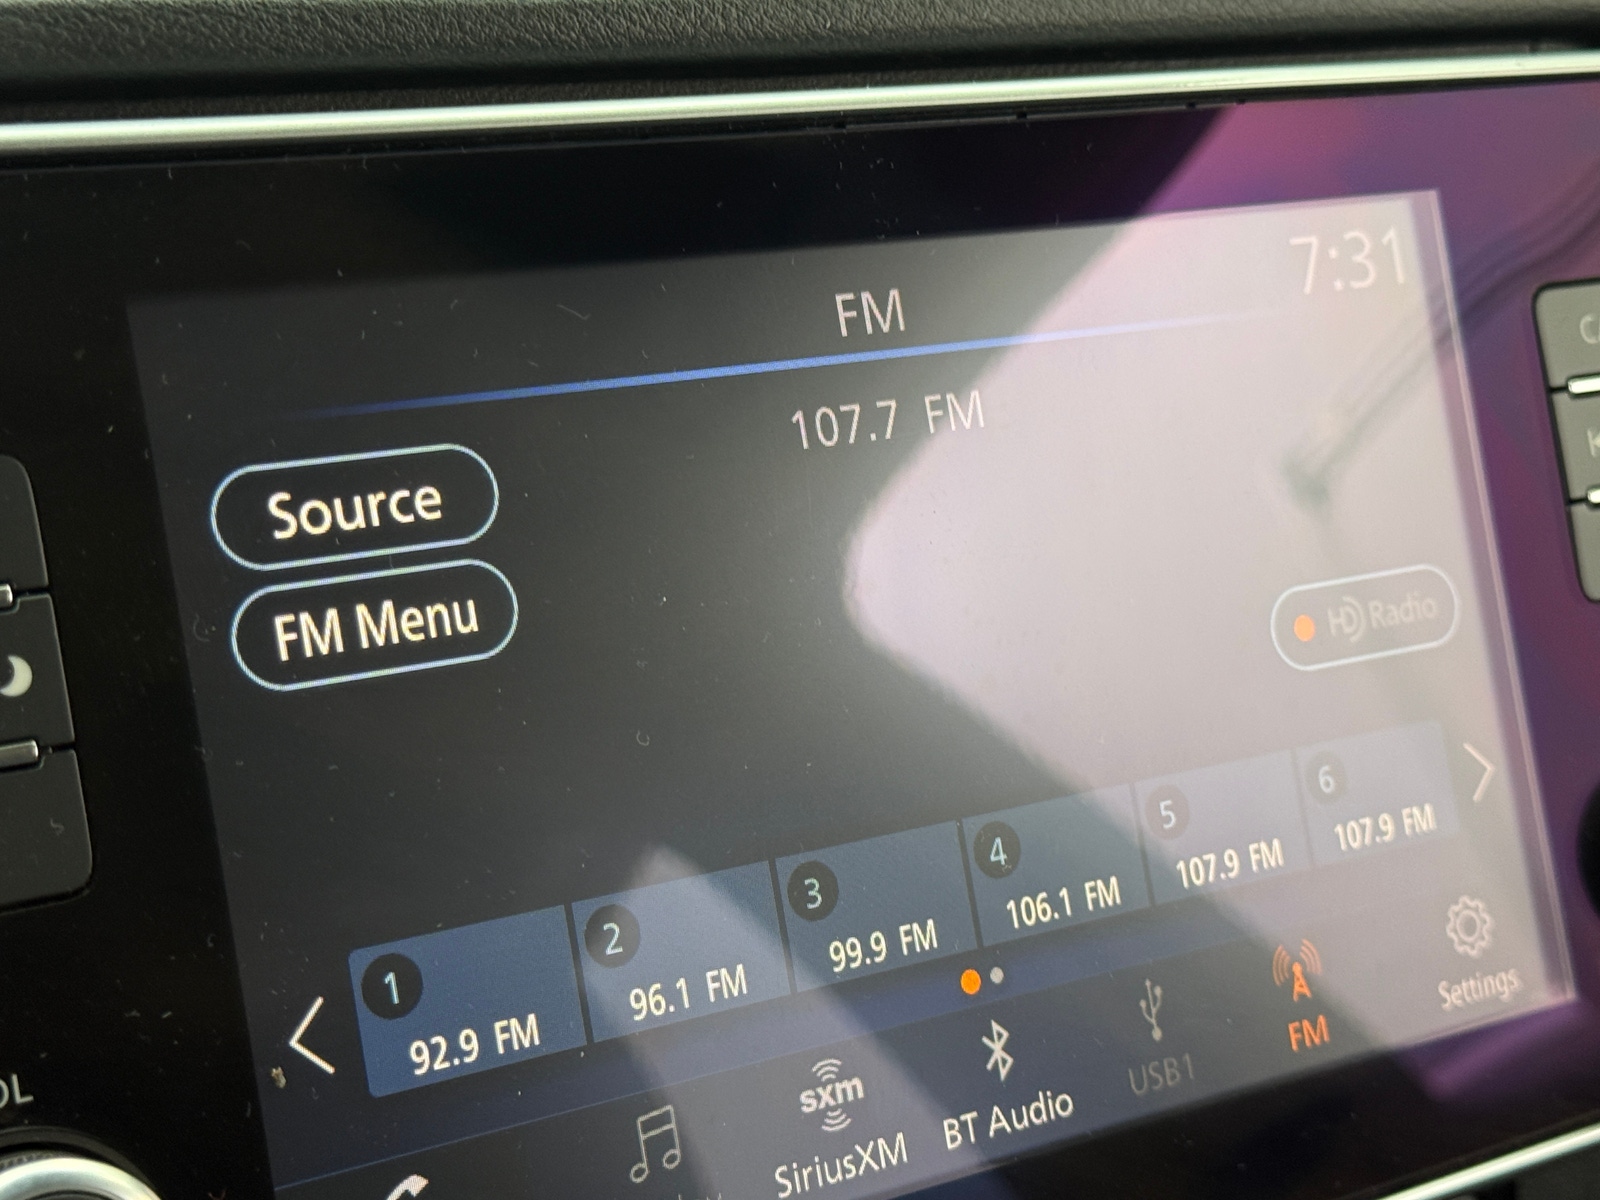 7:31
FM
107.7 FM
Source
FM Menu
HD Radio
1
92.9 FM
2
96.1 FM
3
99.9 FM
4
106.1 FM
5
107.9 FM
6
107.9 FM
sxm
SiriusXM
BT Audio
USB1
FM
Settings